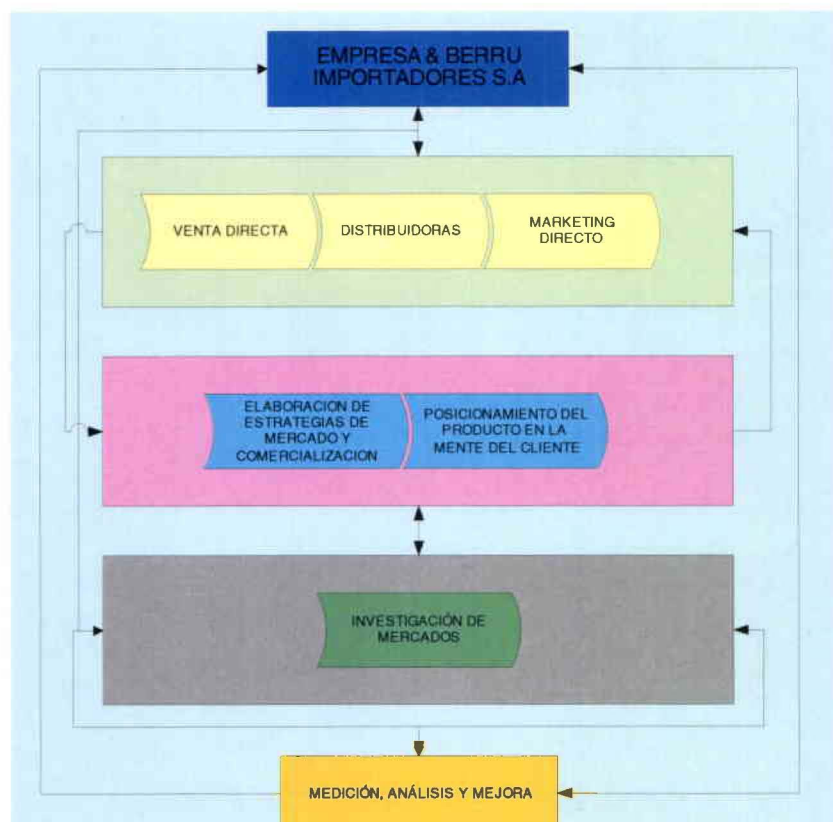 EMPRESA & BERRU
IMPORTADORES S.A
VENTA DIRECTA
DISTRIBUIDORAS
MARKETING
DIRECTO
ELABORACION DE
ESTRATEGIAS DE
MERCADO Y
COMERCIALIZACION
POSICIONAMIENTO DEL
PRODUCTO EN LA
MENTE DEL CLIENTE
INVESTIGACIÓN DE
MERCADOS
MEDICIÓN, ANÁLISIS Y MEJORA